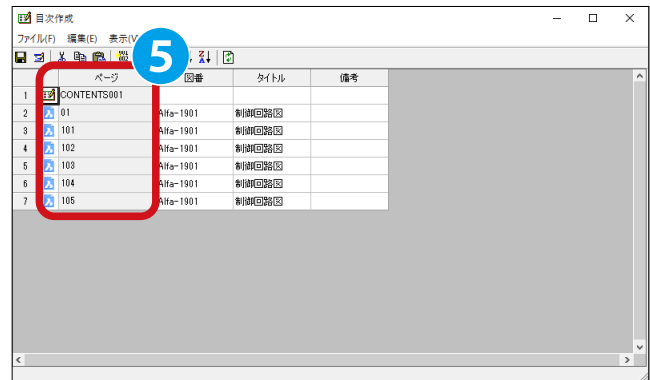 目次作成
ファイル(F) 編集(E) 表示(V
5
ページ 図番 タイトル 備考
1 CONTENTS001
2 01 Alfa-1901 制御回路図
3 101 Alfa-1901 制御回路図
4 102 Alfa-1901 制御回路図
5 103 Alfa-1901 制御回路図
6 104 Alfa-1901 制御回路図
7 105 Alfa-1901 制御回路図